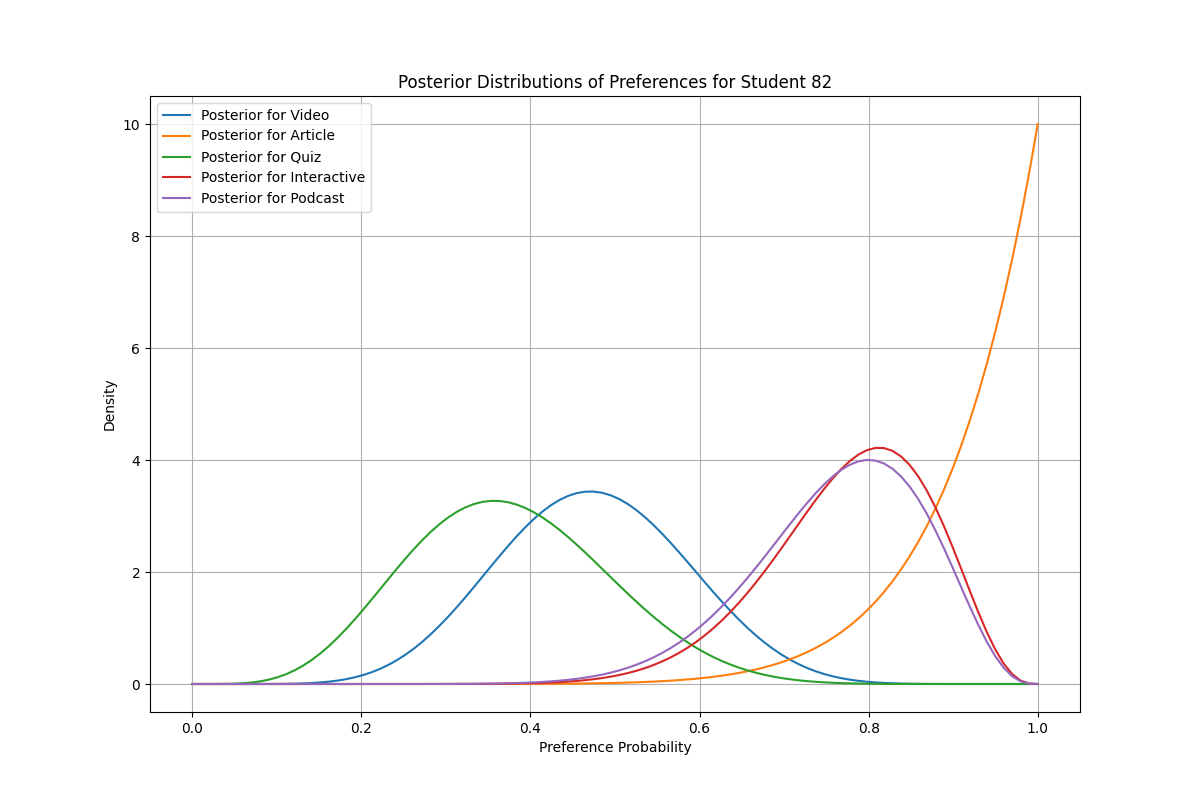 Posterior Distributions of Preferences for Student 82
Posterior for Video
Posterior for Article
Posterior for Quiz
Posterior for Interactive
Posterior for Podcast
10
8
6
4
2
0
Density
0.0 0.2 0.4 0.6 0.8 1.0
Preference Probability